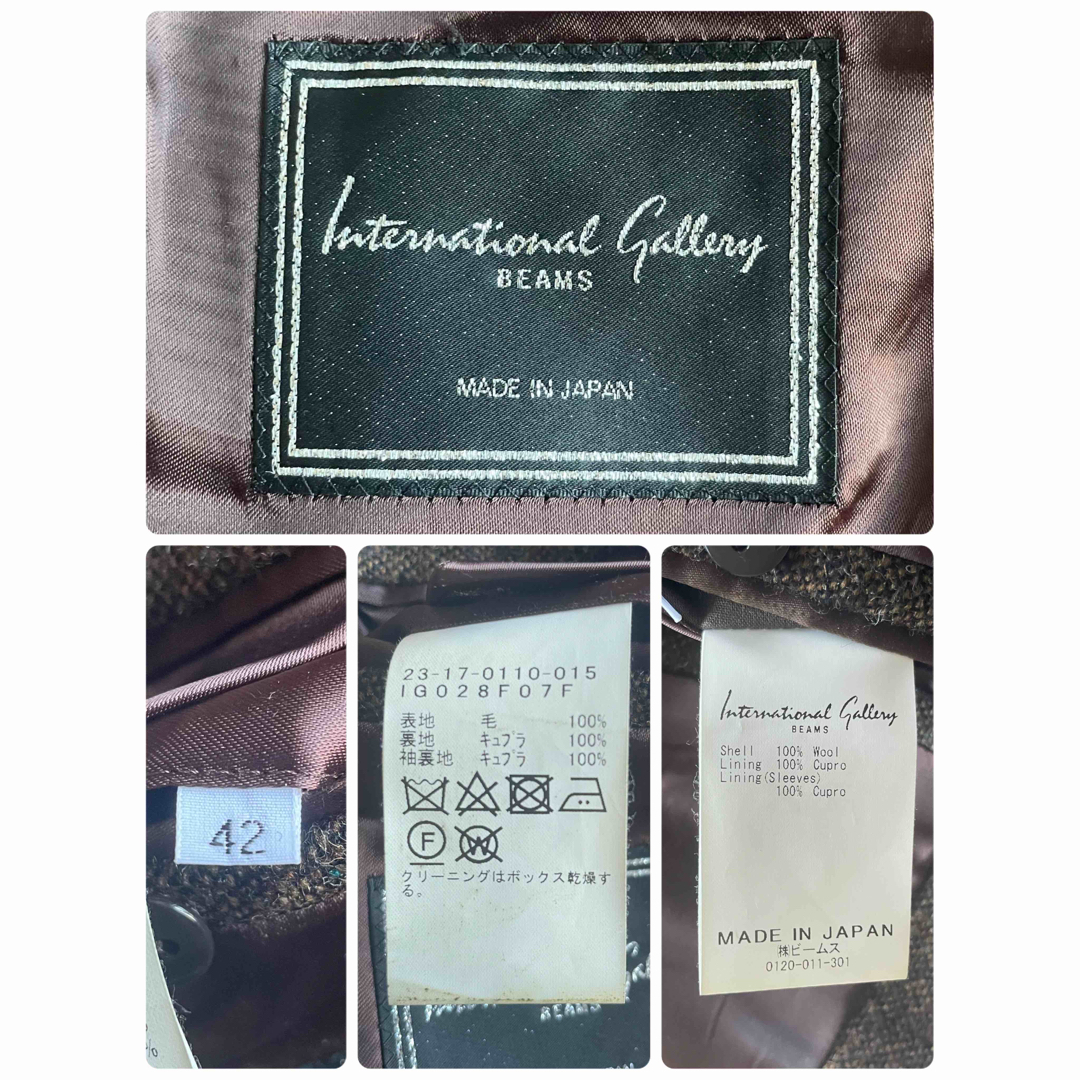 International Gallery
BEAMS
MADE IN JAPAN
42
23-17-0110-015
IG028F07F
表地 毛 100%
裏地 キュプラ 100%
袖裏地 キュプラ 100%
F
W
クリーニングはボックス乾燥す
る。
BEAMS
International Gallery
BEAMS
Shell 100% Wool
Lining 100% Cupro
Lining(Sleeves)
100% Cupro
MADE IN JAPAN
㈱ビームス
0120-011-301